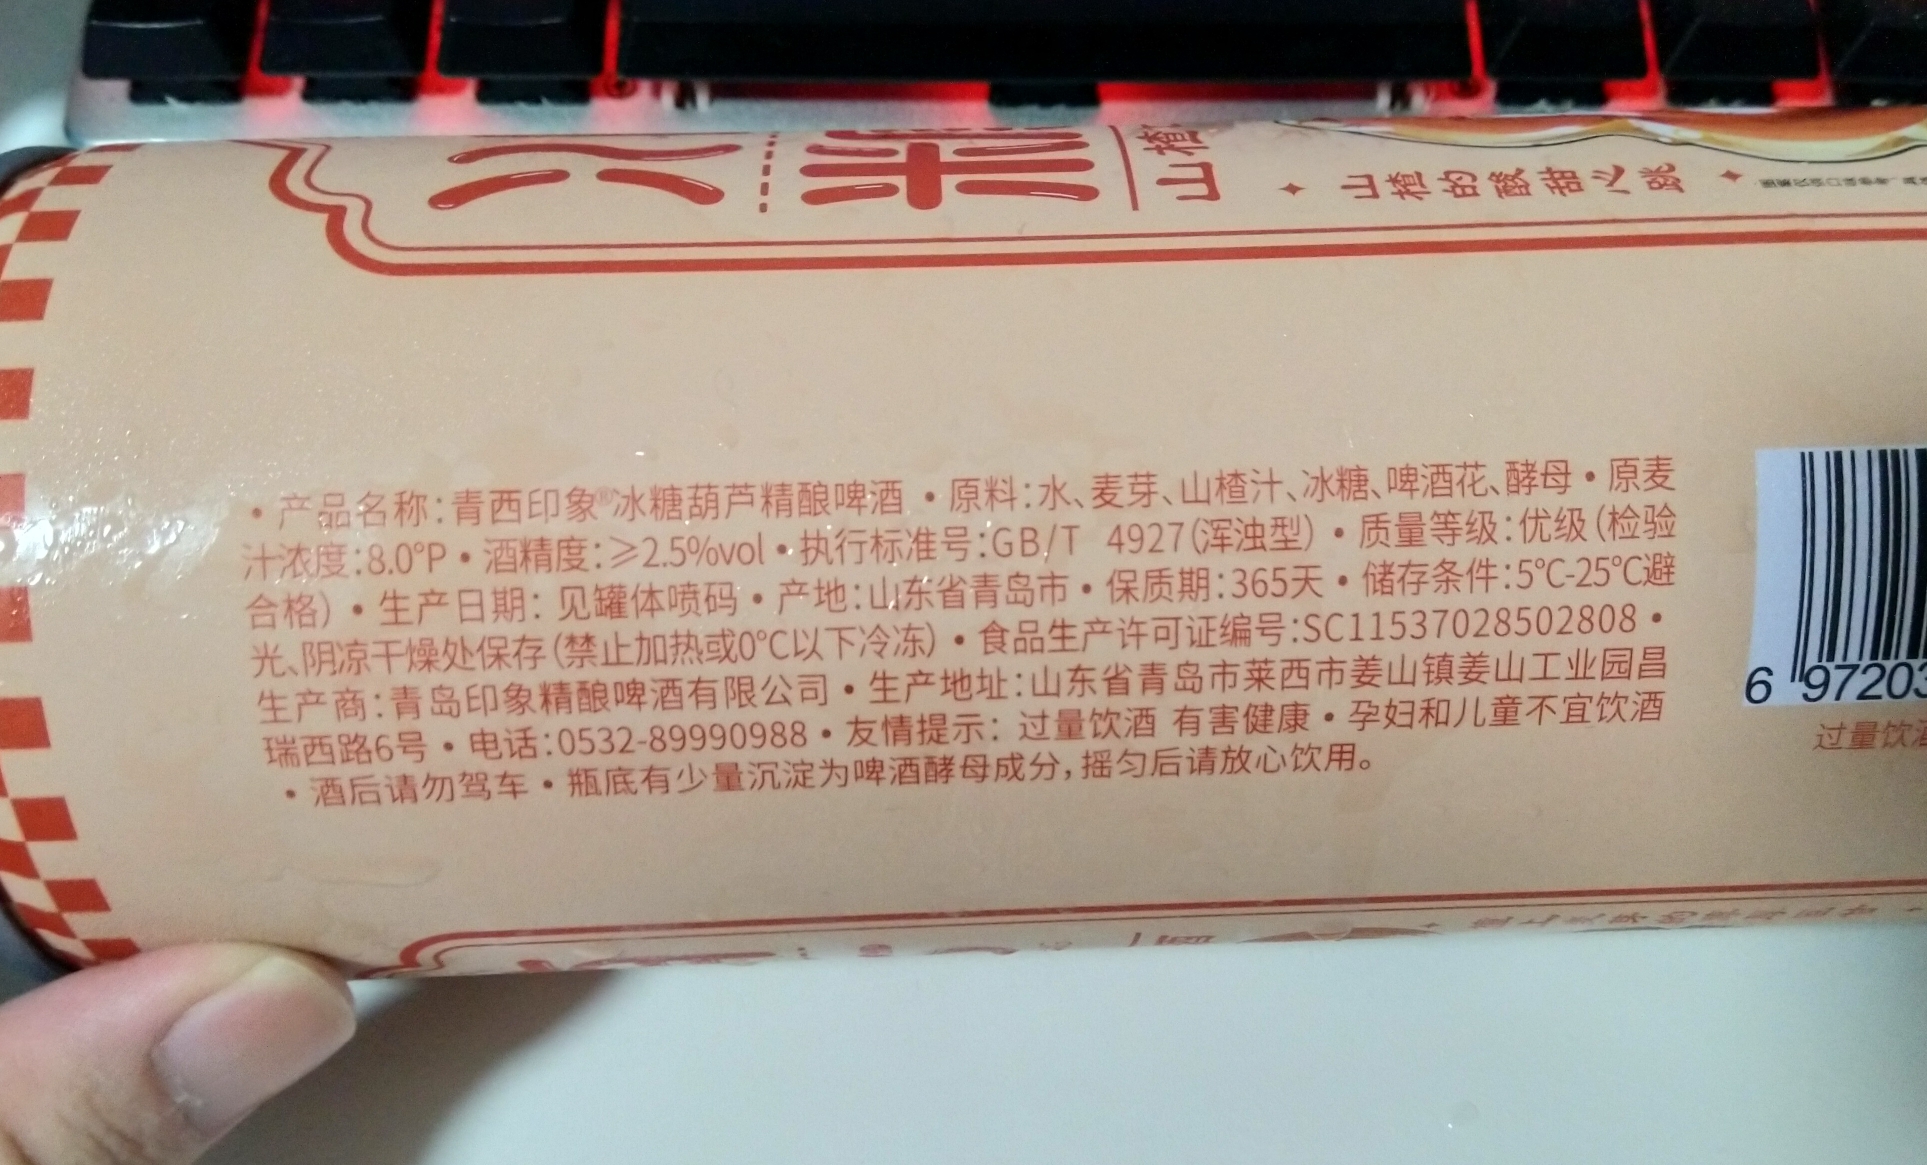 山楂
山楂的酸甜心跳
• 产品名称:青西印象®冰糖葫芦精酿啤酒 • 原料:水、麦芽、山楂汁、冰糖、啤酒花、酵母 • 原麦
汁浓度:8.0°P • 酒精度:≥2.5%vol • 执行标准号:GB/T 4927(浑浊型) • 质量等级:优级(检验
合格) • 生产日期: 见罐体喷码 • 产地:山东省青岛市 • 保质期:365天 • 储存条件:5℃-25℃避
光、阴凉干燥处保存(禁止加热或0℃以下冷冻) • 食品生产许可证编号:SC11537028502808 •
生产商:青岛印象精酿啤酒有限公司 • 生产地址:山东省青岛市莱西市姜山镇姜山工业园昌
瑞西路6号 • 电话:0532-89990988 • 友情提示: 过量饮酒 有害健康 • 孕妇和儿童不宜饮酒
• 酒后请勿驾车 • 瓶底有少量沉淀为啤酒酵母成分,摇匀后请放心饮用。
6 97203
过量饮酒